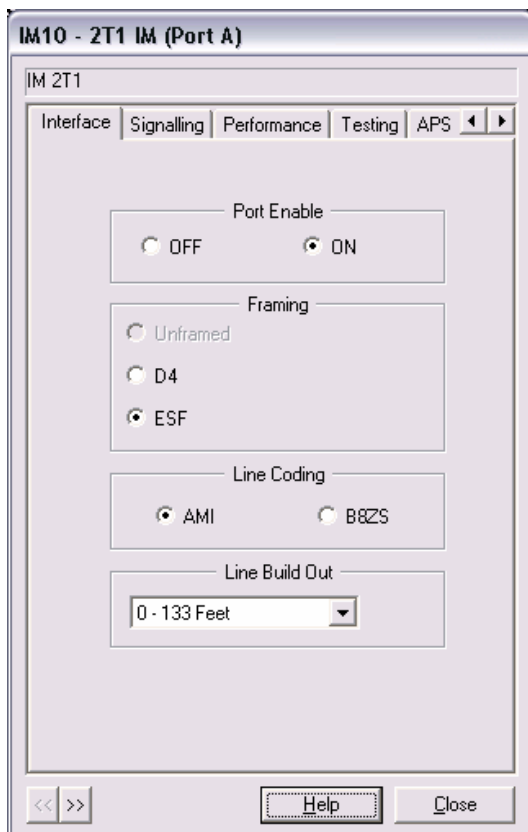 IM10 - 2T1 IM (Port A)
IM 2T1
Interface Signalling Performance Testing APS
Port Enable
OFF ON
Framing
Unframed
D4
ESF
Line Coding
AMI B8ZS
Line Build Out
0 - 133 Feet
<< >> Help Close